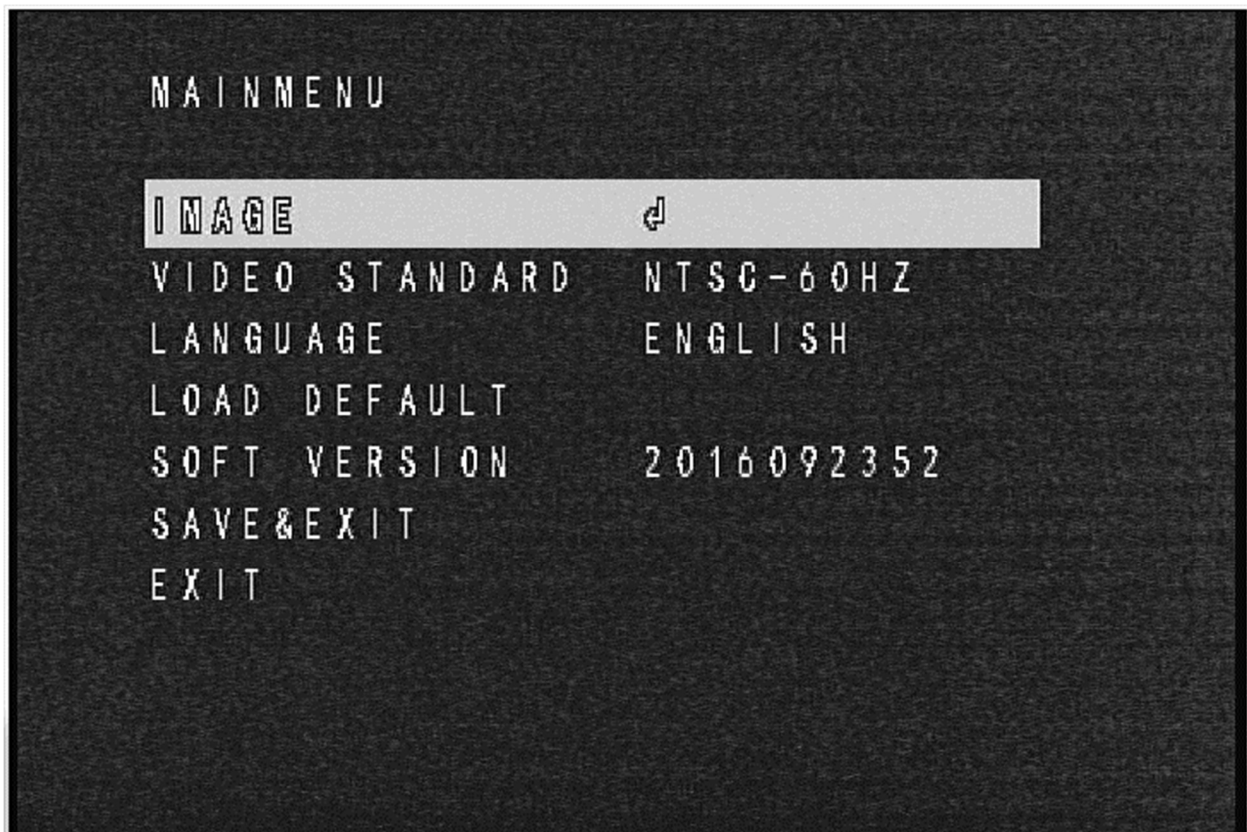 MAINMENU
IMAGE ↲
VIDEO STANDARD NTSC-60HZ
LANGUAGE ENGLISH
LOAD DEFAULT
SOFT VERSION 2016092352
SAVE&EXIT
EXIT